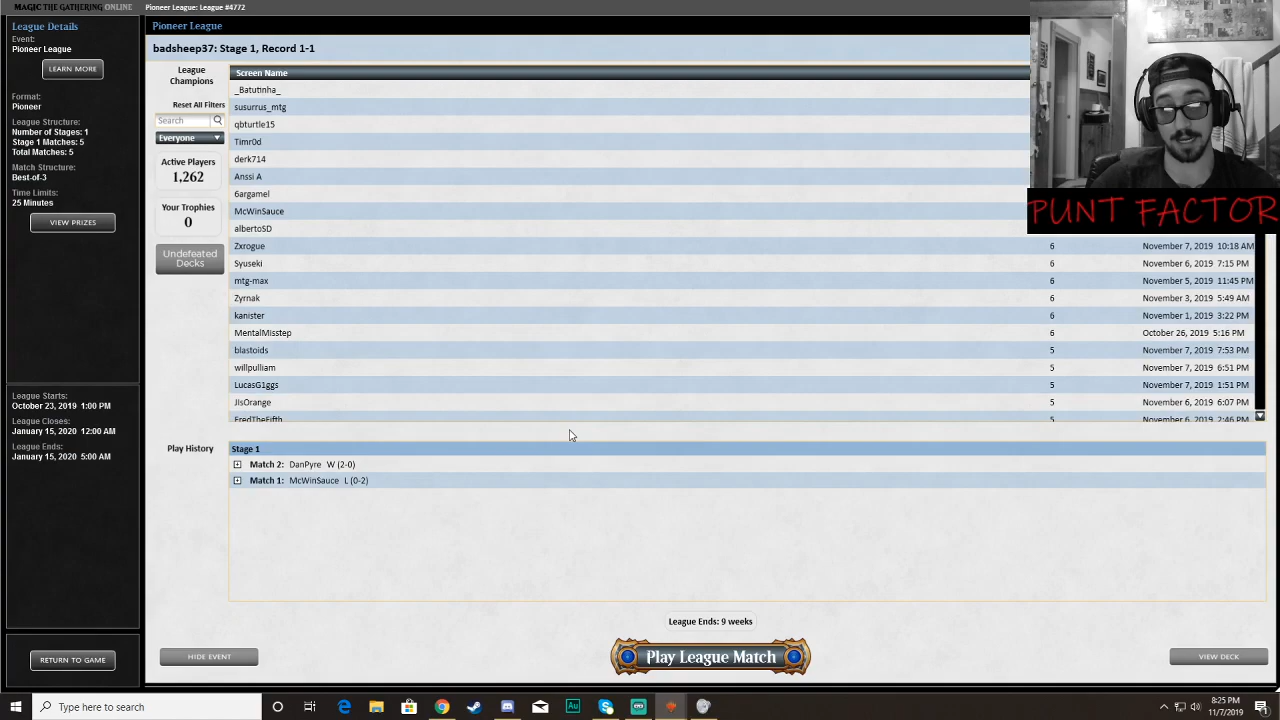 MAGIC THE GATHERING ONLINE
Pioneer League: League #4772
League Details
Event:
Pioneer League
LEARN MORE
Format:
Pioneer
League Structure:
Number of Stages: 1
Stage 1 Matches: 5
Total Matches: 5
Match Structure:
Best-of-3
Time Limits:
25 Minutes
VIEW PRIZES
League Starts:
October 23, 2019 1:00 PM
League Closes:
January 15, 2020 12:00 AM
League Ends:
January 15, 2020 5:00 AM
RETURN TO GAME
Pioneer League
badsheep37: Stage 1, Record 1-1
League
Champions
Reset All Filters
Search
Everyone
Active Players
1,262
Your Trophies
0
Undefeated
Decks
Screen Name
_Batutinha_
susurrus_mtg
qbturtle15
Timr0d
derk714
Anssi A
6argamel
McWinSauce
albertoSD
Zxrogue 6 November 7, 2019 10:18 AM
Syuseki 6 November 6, 2019 7:15 PM
mtg-max 6 November 5, 2019 11:45 PM
Zyrnak 6 November 3, 2019 5:49 AM
kanister 6 November 1, 2019 3:22 PM
MentalMisstep 6 October 26, 2019 5:16 PM
blastoids 5 November 7, 2019 7:53 PM
willpulliam 5 November 7, 2019 6:51 PM
LucasG1ggs 5 November 7, 2019 1:51 PM
JIsOrange 5 November 6, 2019 6:07 PM
FredTheFifth 5 November 6, 2019 2:46 PM
PUNT FACTOR
Play History
Stage 1
Match 2: DanPyre W (2-0)
Match 1: McWinSauce L (0-2)
League Ends: 9 weeks
HIDE EVENT
Play League Match
VIEW DECK
Type here to search
8:25 PM
11/7/2019